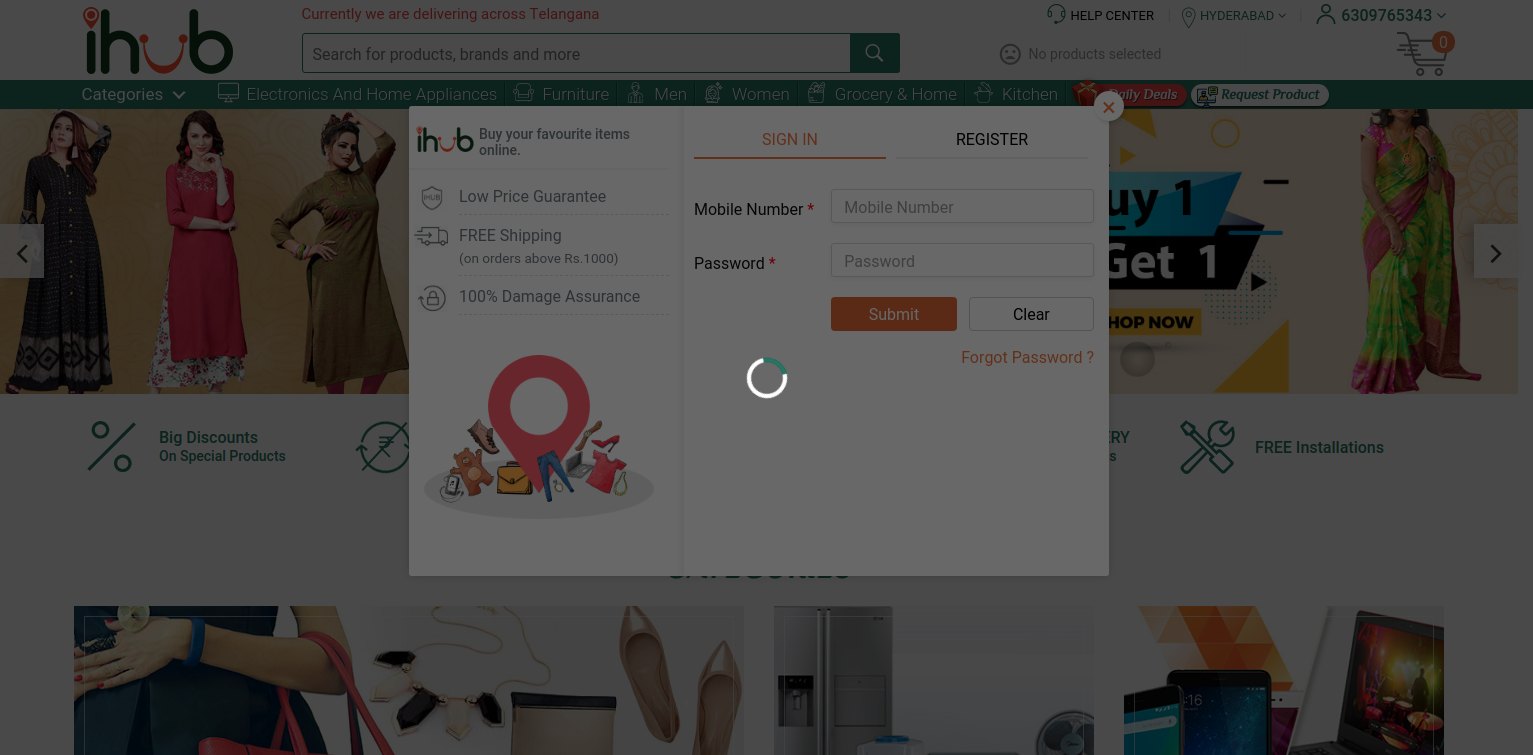 ihub
Currently we are delivering across Telangana
HELP CENTER
HYDERABAD
6309765343
Search for products, brands and more
No products selected
0
Categories
Electronics And Home Appliances
Furniture
Men
Women
Grocery & Home
Kitchen
Daily Deals
Request Product
ihub
Buy your favourite items
online.
SIGN IN
REGISTER
IHUB
Low Price Guarantee
FREE Shipping
(on orders above Rs.1000)
100% Damage Assurance
Mobile Number *
Mobile Number
Password *
Password
Submit
Clear
Forgot Password ?
uy 1
Get 1
HOP NOW
Big Discounts
On Special Products
ERY
s
FREE Installations
CATEGORIES
:16